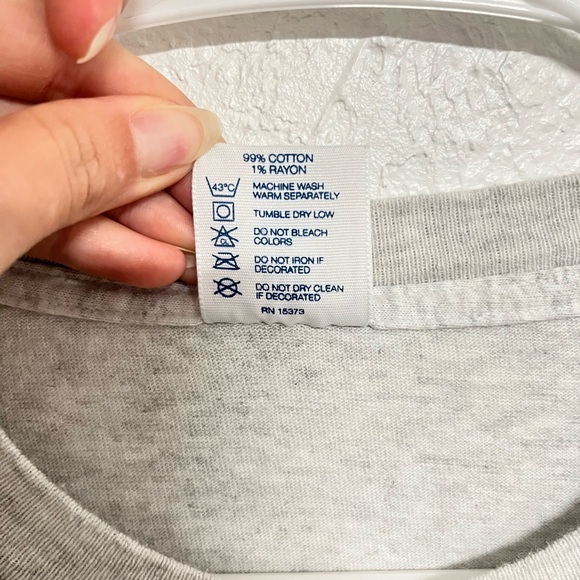 99% COTTON
1% RAYON
43°C MACHINE WASH
WARM SEPARATELY
TUMBLE DRY LOW
CL DO NOT BLEACH
COLORS
DO NOT IRON IF
DECORATED
DO NOT DRY CLEAN
IF DECORATED
RN 15373